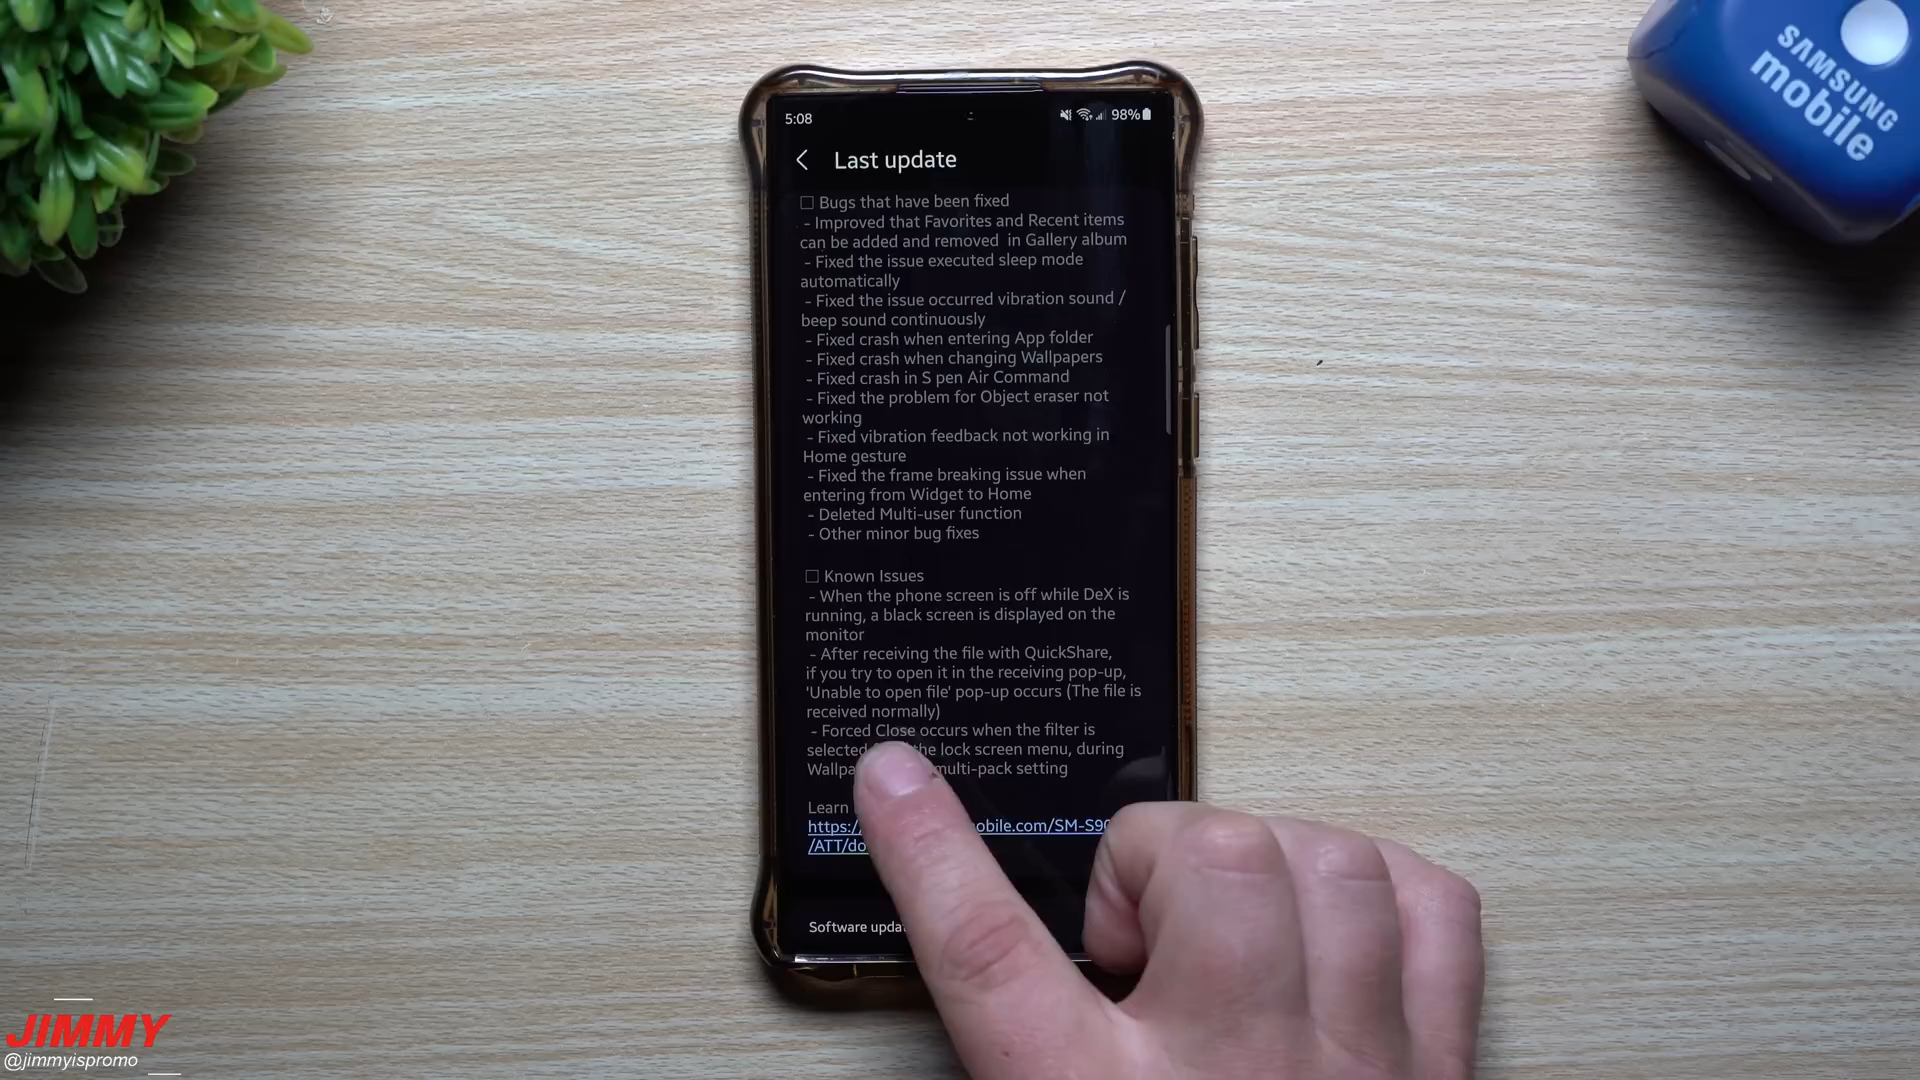 SAMSUNG
mobile
5:08
98%
Last update
Bugs that have been fixed
- Improved that Favorites and Recent items
can be added and removed in Gallery album
- Fixed the issue executed sleep mode
automatically
- Fixed the issue occurred vibration sound /
beep sound continuously
- Fixed crash when entering App folder
- Fixed crash when changing Wallpapers
- Fixed crash in S pen Air Command
- Fixed the problem for Object eraser not
working
- Fixed vibration feedback not working in
Home gesture
- Fixed the frame breaking issue when
entering from Widget to Home
- Deleted Multi-user function
- Other minor bug fixes
Known Issues
- When the phone screen is off while DeX is
running, a black screen is displayed on the
monitor
- After receiving the file with QuickShare,
if you try to open it in the receiving pop-up,
'Unable to open file' pop-up occurs (The file is
received normally)
- Forced Close occurs when the filter is
selected the lock screen menu, during
multi-pack setting
Learn
https:/ obile.com/SM-S90
/ATT/do
Software
JIMMY
@jimmyispromo